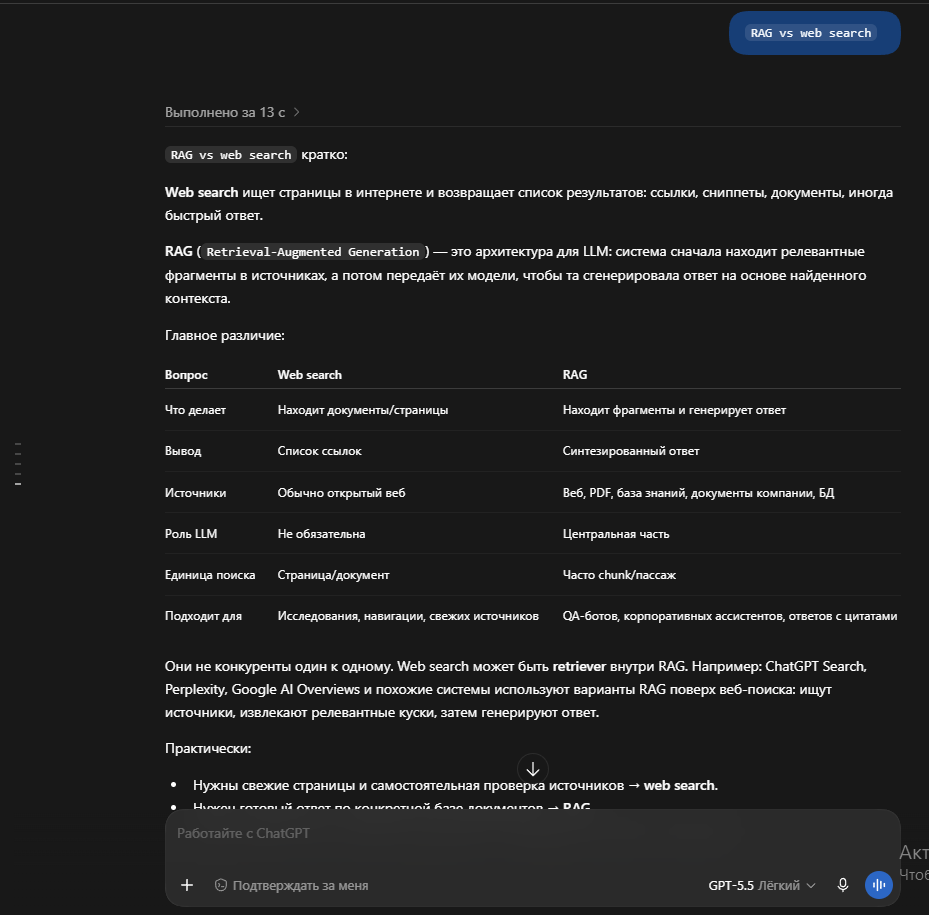 RAG vs web search
Выполнено за 13 с
RAG vs web search кратко:
Web search ищет страницы в интернете и возвращает список результатов: ссылки, сниппеты, документы, иногда
быстрый ответ.
RAG (Retrieval-Augmented Generation) — это архитектура для LLM: система сначала находит релевантные
фрагменты в источниках, а потом передаёт их модели, чтобы та сгенерировала ответ на основе найденного
контекста.
Главное различие:
Вопрос Web search RAG
Что делает Находит документы/страницы Находит фрагменты и генерирует ответ
Вывод Список ссылок Синтезированный ответ
Источники Обычно открытый веб Веб, PDF, база знаний, документы компании, БД
Роль LLM Не обязательна Центральная часть
Единица поиска Страница/документ Часто chunk/пассаж
Подходит для Исследования, навигации, свежих источников QA-ботов, корпоративных ассистентов, ответов с цитатами
Они не конкуренты один к одному. Web search может быть retriever внутри RAG. Например: ChatGPT Search,
Perplexity, Google AI Overviews и похожие системы используют варианты RAG поверх веб-поиска: ищут
источники, извлекают релевантные куски, затем генерируют ответ.
Практически:
• Нужны свежие страницы и самостоятельная проверка источников → web search.
• Нужен готовый ответ по конкретной базе документов → RAG
Работайте с ChatGPT
Подтверждать за меня GPT-5.5 Лёгкий
Акт
Чтоб